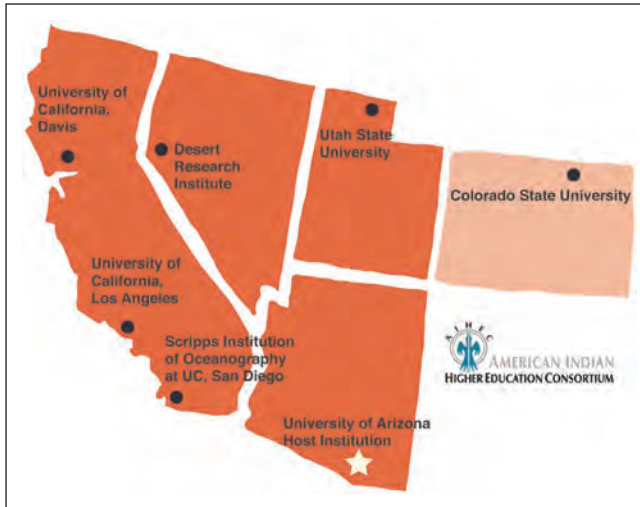 University of
California,
Davis
Desert
Research
Institute
Utah State
University
Colorado State University
University of
California,
Los Angeles
Scripps Institution
of Oceanography
at UC, San Diego
AIHEC
AMERICAN INDIAN
HIGHER EDUCATION CONSORTIUM
University of Arizona
Host Institution